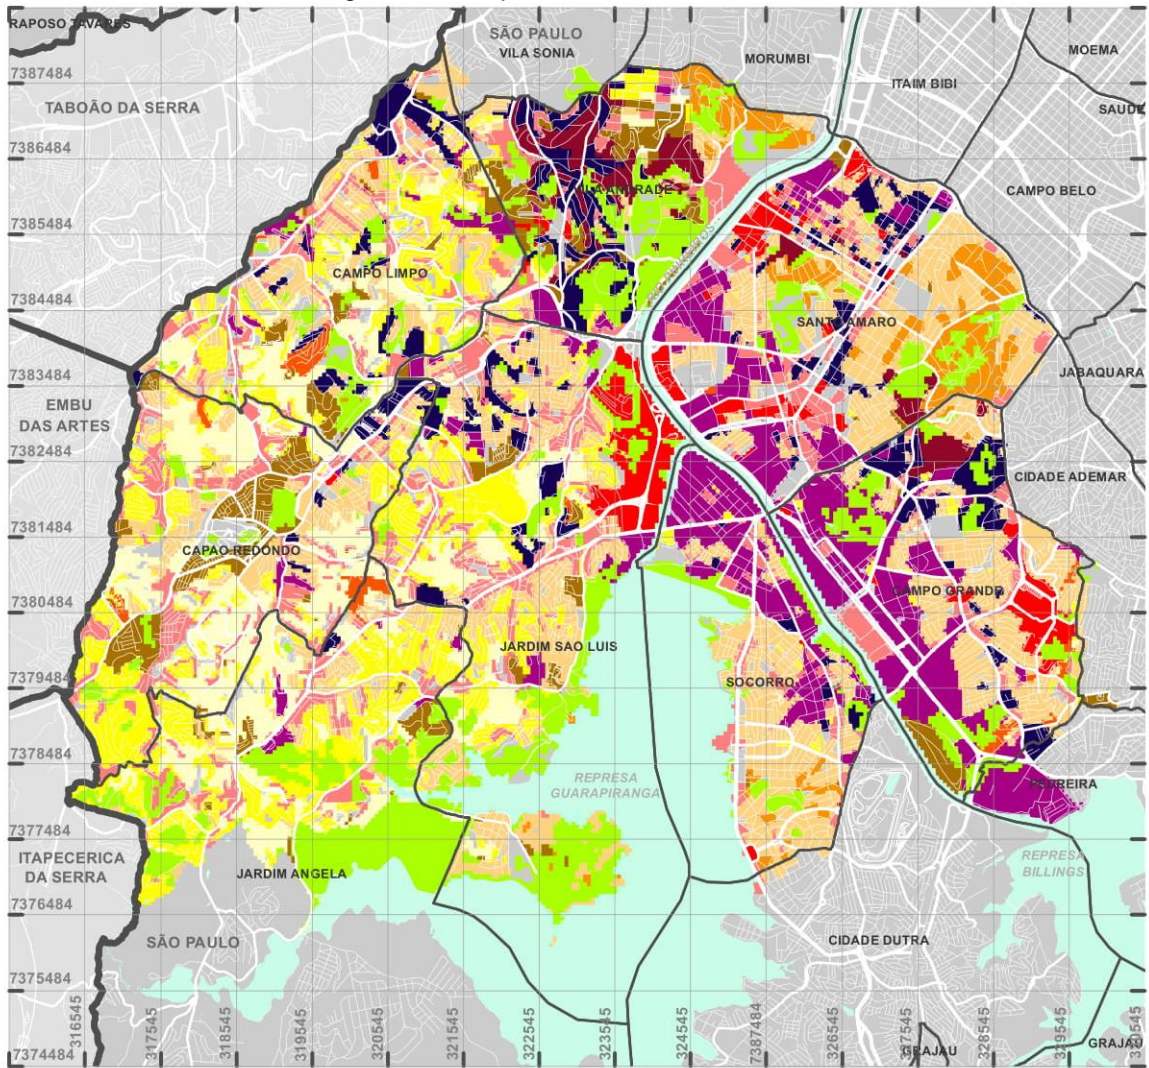 RAPOSO TAVARES
SÃO PAULO
VILA SONIA
MORUMBI
MOEMA
ITAIM BIBI
SAUDE
7387484
TABOÃO DA SERRA
7386484
CAMPO BELO
VILA ANDRADE
7385484
CAMPO LIMPO
7384484
SANTO AMARO
JABAQUARA
7383484
EMBU
DAS ARTES
7382484
CIDADE ADEMAR
7381484
CAPAO REDONDO
CAMPO GRANDE
7380484
JARDIM SAO LUIS
SOCORRO
7379484
7378484
REPRESA
GUARAPIRANGA
PEDREIRA
7377484
ITAPECERICA
DA SERRA
JARDIM ANGELA
REPRESA
BILLINGS
7376484
SÃO PAULO
CIDADE DUTRA
7375484
316545
317545
318545
319545
320545
321545
322545
323545
324545
7387484
326545
327545
328545
329545
330545
7374484
GRAJAU
GRAJAU